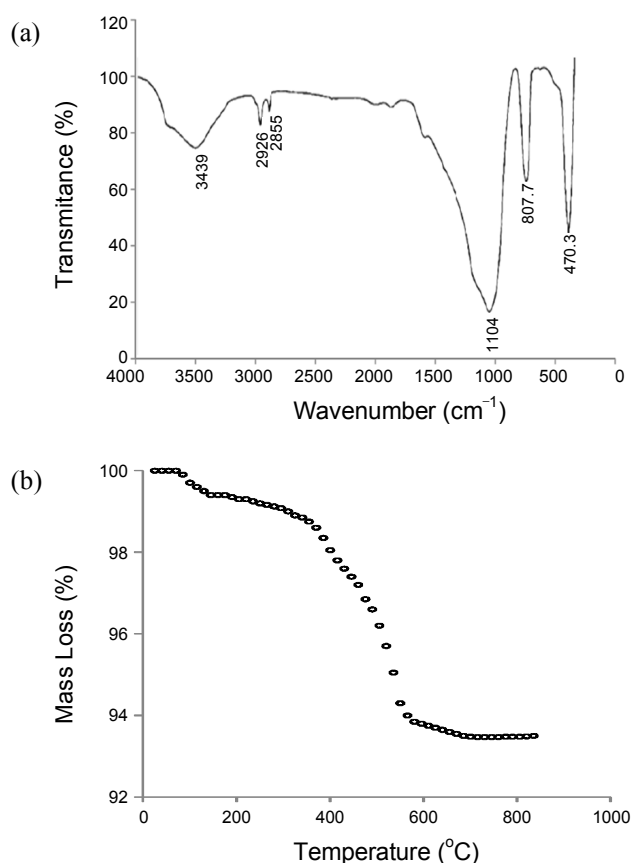 (a)
120
100
80
60
40
20
0
Transmitance (%)
3439
2926
2855
1104
807.7
470.3
4000 3500 3000 2500 2000 1500 1000 500 0
Wavenumber (cm⁻¹)
(b)
100
98
96
94
92
Mass Loss (%)
0 200 400 600 800 1000
Temperature (°C)